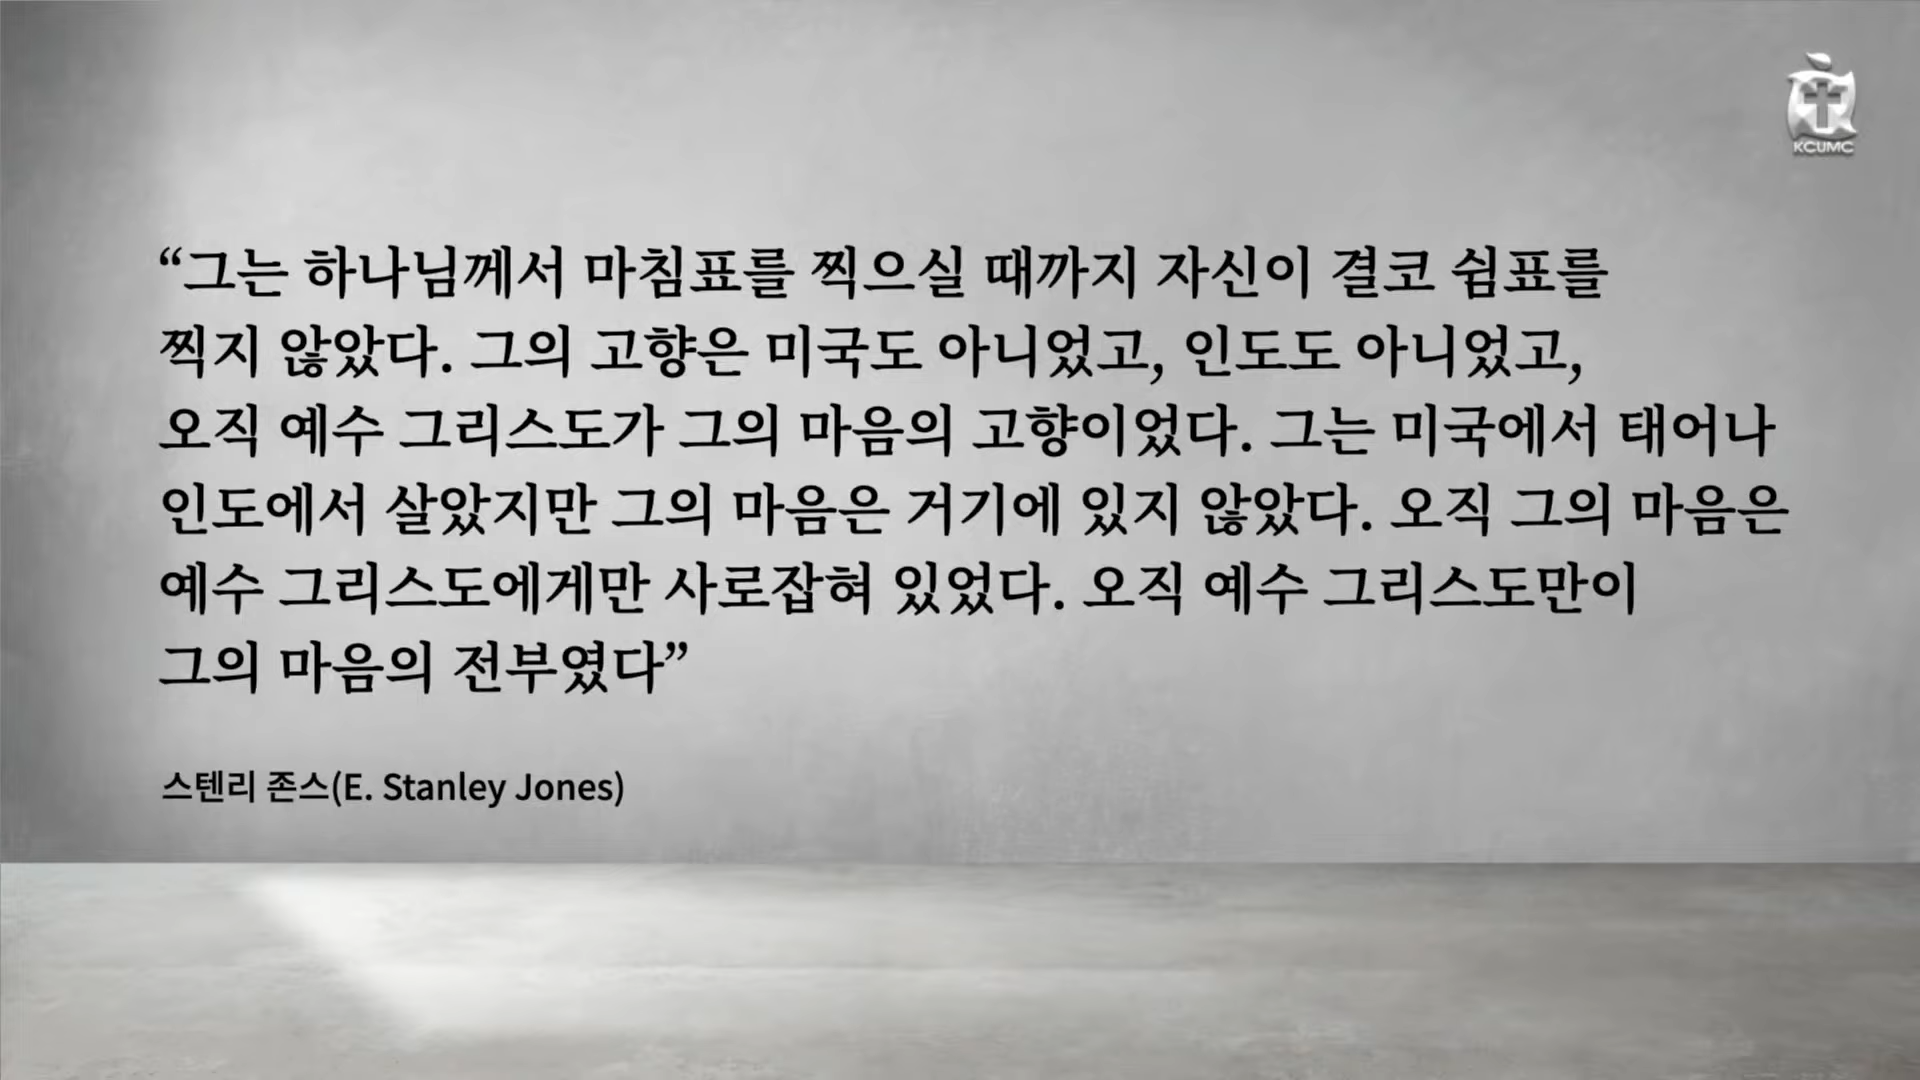 KCUMC
“그는 하나님께서 마침표를 찍으실 때까지 자신이 결코 쉼표를
찍지 않았다. 그의 고향은 미국도 아니었고, 인도도 아니었고,
오직 예수 그리스도가 그의 마음의 고향이었다. 그는 미국에서 태어나
인도에서 살았지만 그의 마음은 거기에 있지 않았다. 오직 그의 마음은
예수 그리스도에게만 사로잡혀 있었다. 오직 예수 그리스도만이
그의 마음의 전부였다”
스텐리 존스(E. Stanley Jones)